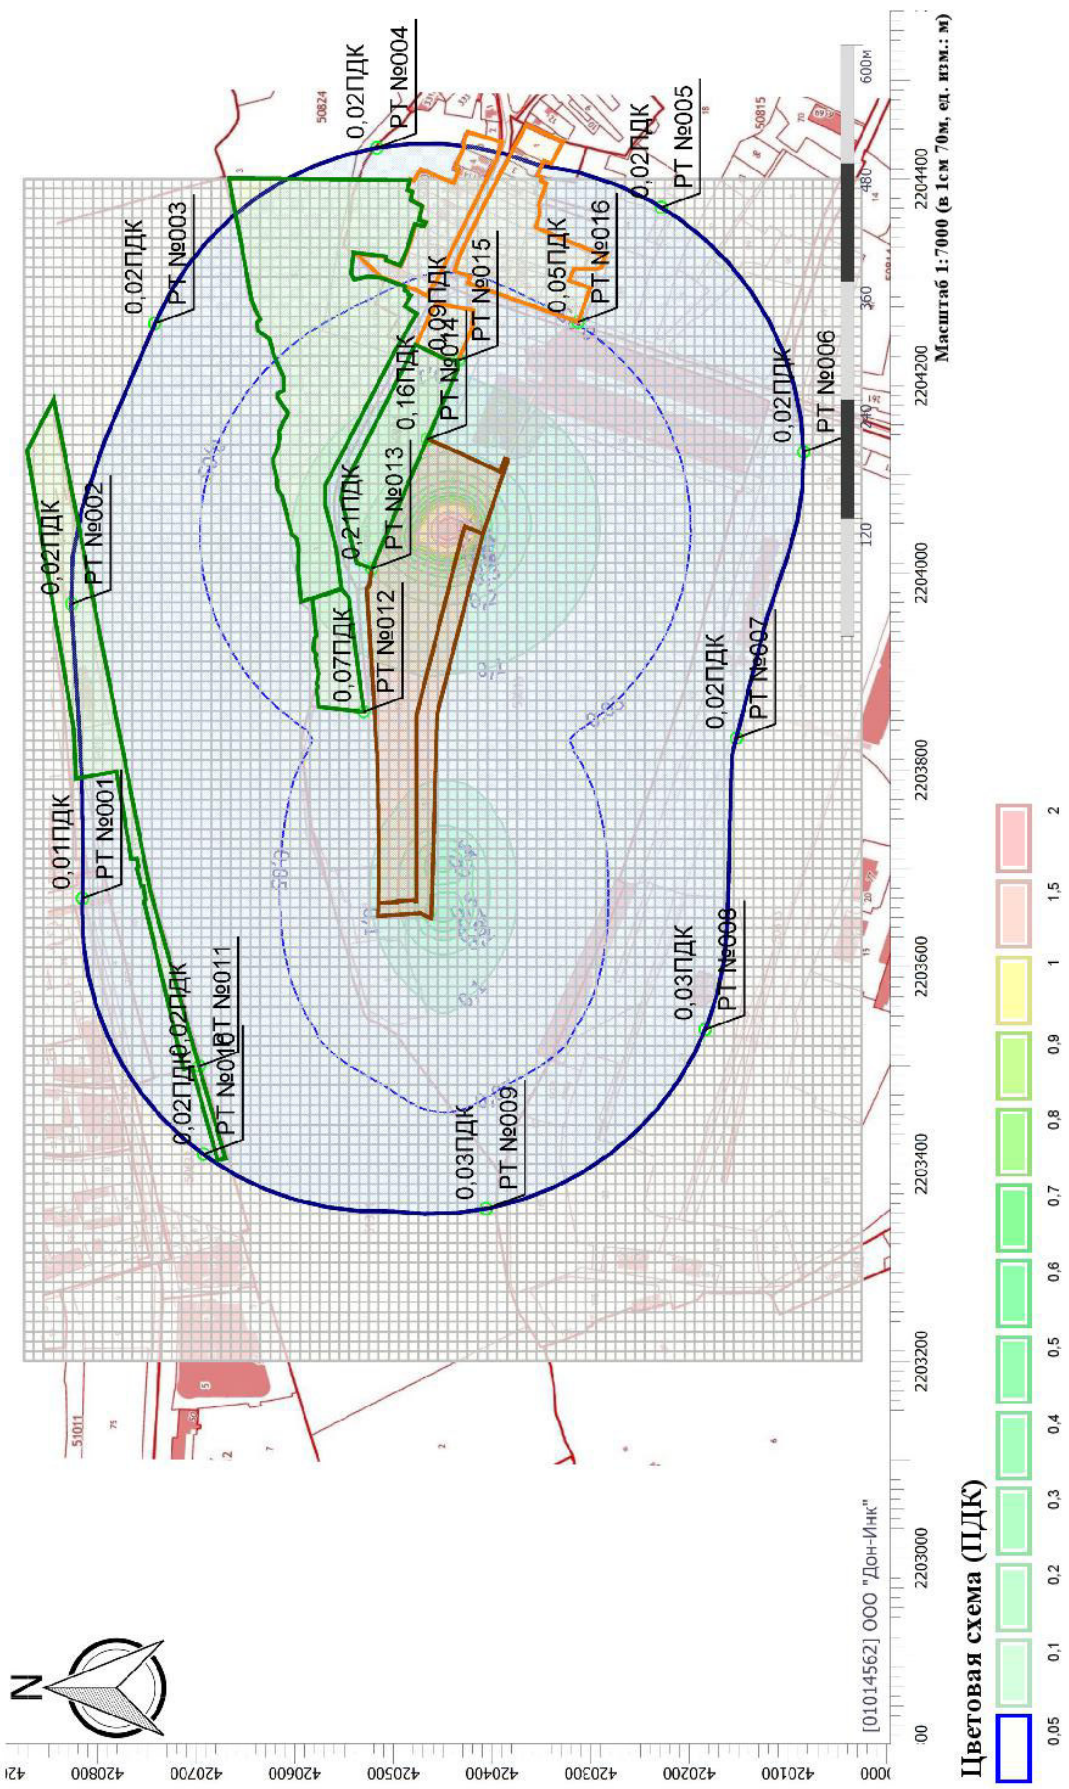 N
0,01ПДК
РТ №001
0,02ПДК
РТ №002
0,02ПДК
РТ №003
0,02ПДК
РТ №004
0,02ПДК
РТ №005
0,02ПДК
РТ №006
0,02ПДК
РТ №007
0,03ПДК
РТ №008
0,03ПДК
РТ №009
0,02ПДК
РТ №010
0,02ПДК
РТ №011
0,07ПДК
РТ №012
0,21ПДК
РТ №013
0,16ПДК
РТ №014
0,09ПДК
РТ №015
0,05ПДК
РТ №016
50824
50815
51011
420800
420700
420600
420500
420400
420300
420200
420100
2203000
2203200
2203400
2203600
2203800
2204000
2204200
2204400
120
240
360
480
600м
[01014562] ООО "Дон-Инк"
Масштаб 1:7000 (в 1см 70м, ед. изм.: м)
Цветовая схема (ПДК)
0,05
0,1
0,2
0,3
0,4
0,5
0,6
0,7
0,8
0,9
1
1,5
2